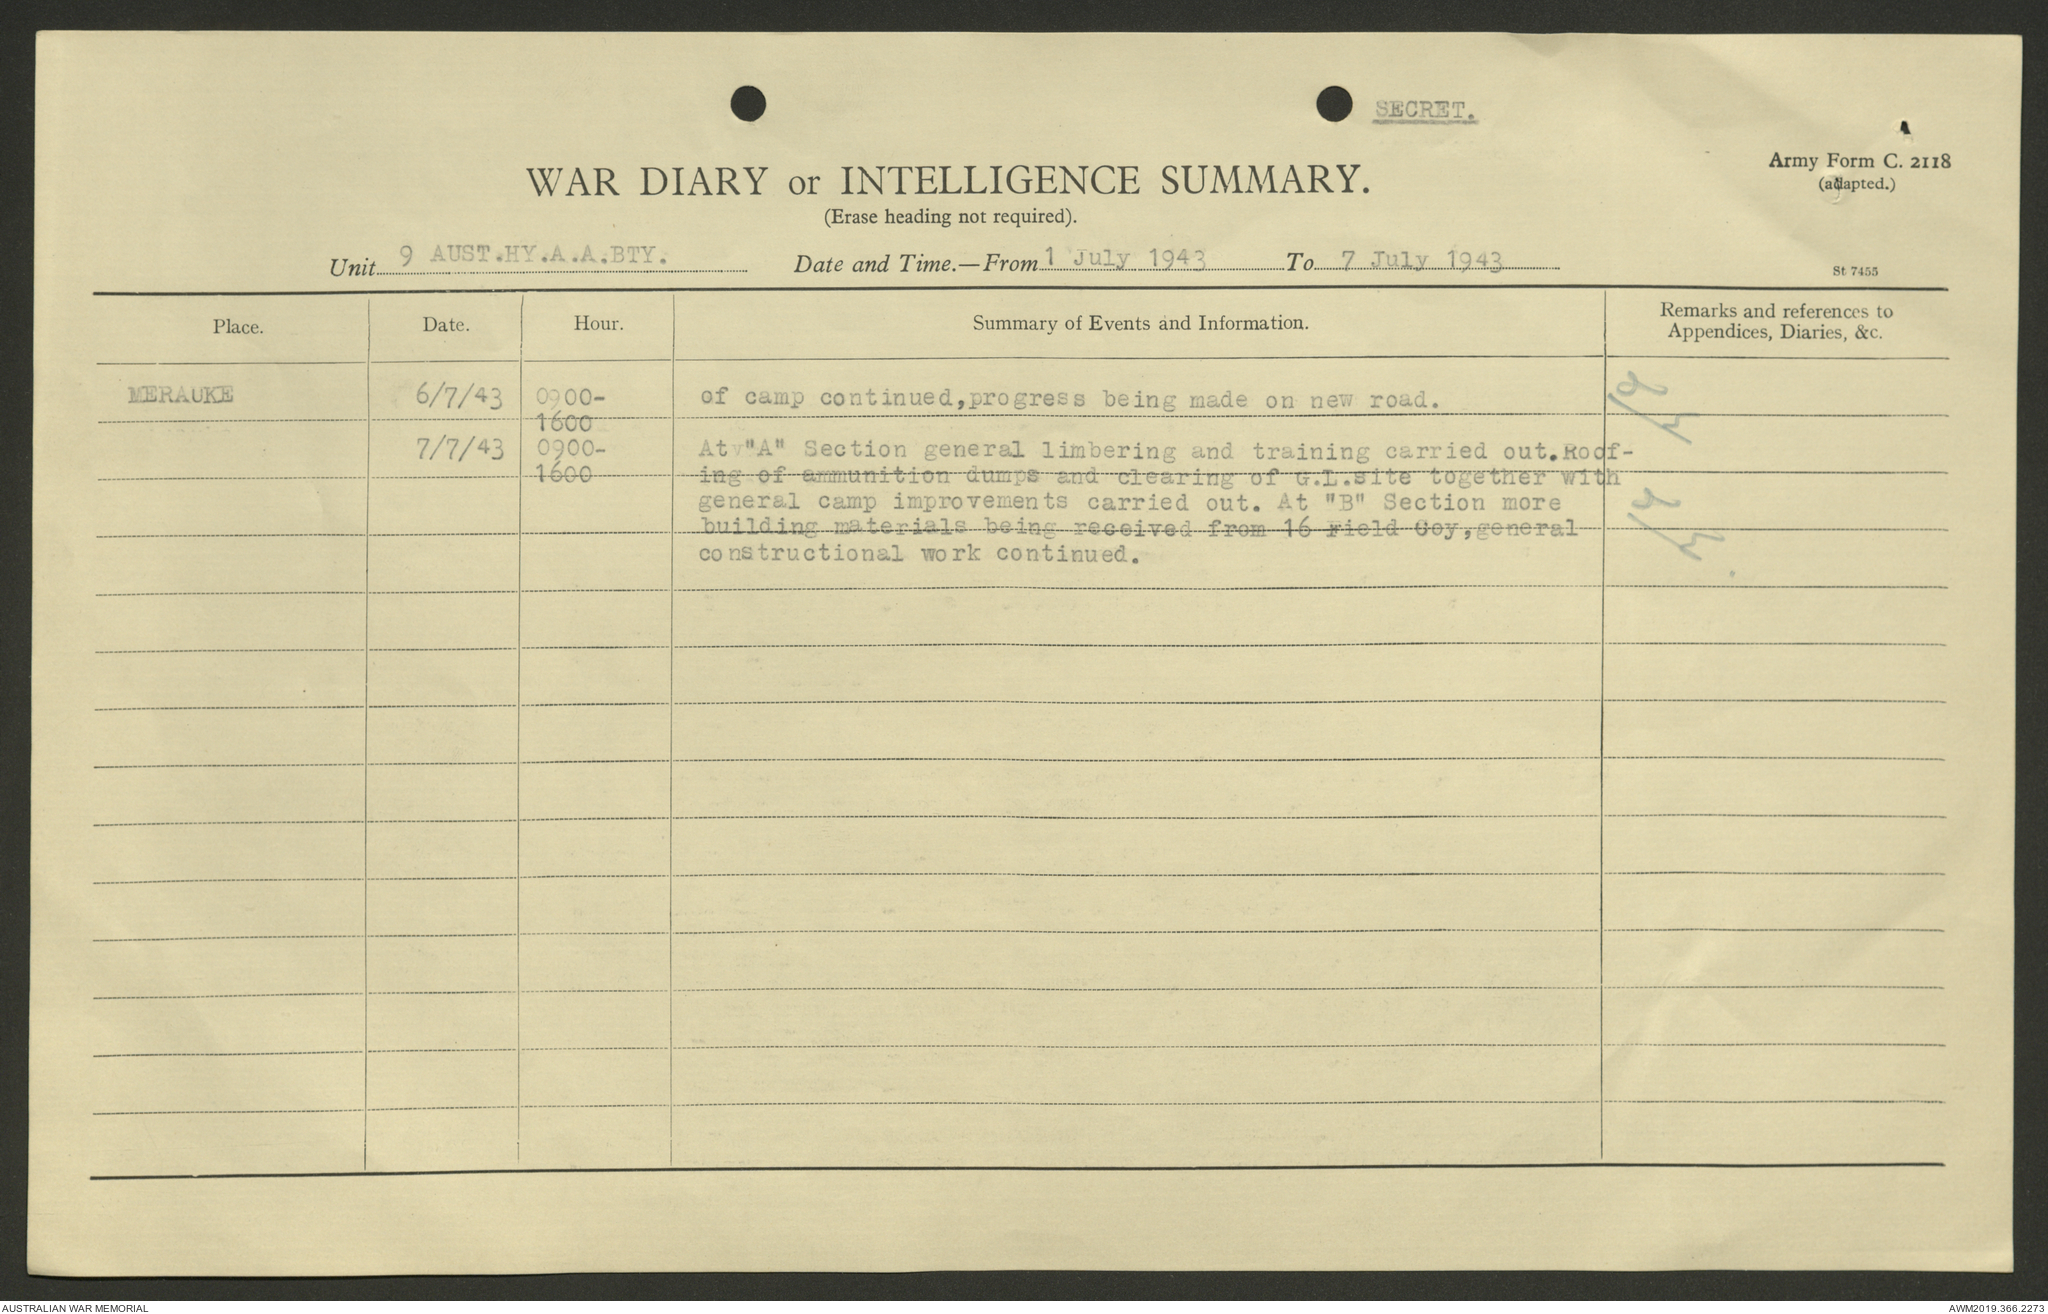 SECRET.
Army Form C. 2118
(adapted.)
WAR DIARY or INTELLIGENCE SUMMARY.
(Erase heading not required).
Unit 9 AUST.HY.A.A.BTY. Date and Time.—From 1 July 1943 To 7 July 1943
St 7455
Place. Date. Hour. Summary of Events and Information. Remarks and references to
Appendices, Diaries, &c.
MERAUKE 6/7/43 0900- of camp continued,progress being made on new road.
1600
7/7/43 0900- At "A" Section general limbering and training carried out.Roof-
1600 ing of ammunition dumps and clearing of G.L.site together with
general camp improvements carried out. At "B" Section more
building materials being received from 16 Field Coy,general
constructional work continued.
AUSTRALIAN WAR MEMORIAL AWM2019.366.2273